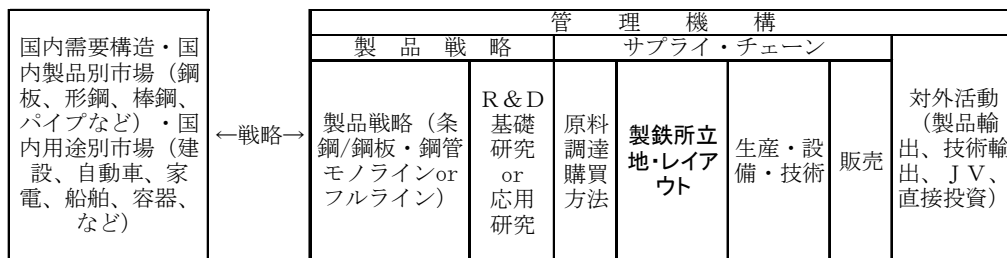 管理機構
製品戦略
サプライ・チェーン
国内需要構造・国
内製品別市場（鋼
板、形鋼、棒鋼、
パイプなど）・国
内用途別市場（建
設、自動車、家
電、船舶、容器、
など）
←戦略→
製品戦略（条
鋼/鋼板・鋼管
モノラインor
フルライン）
Ｒ＆Ｄ
基礎
研究
or
応用
研究
原料
調達
購買
方法
製鉄所立
地・レイア
ウト
生産・設
備・技術
販売
対外活動
（製品輸
出、技術輸
出、ＪＶ、
直接投資）